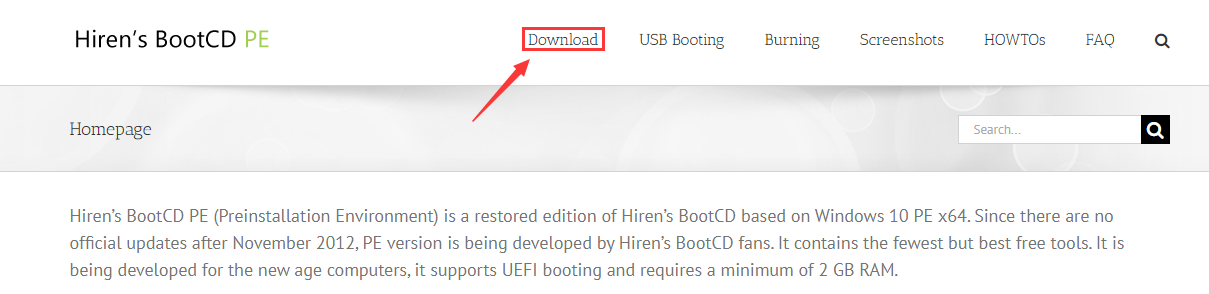 Hiren's BootCD PE Download USB Booting Burning Screenshots HOWTOs FAQ
Homepage Search...
Hiren's BootCD PE (Preinstallation Environment) is a restored edition of Hiren's BootCD based on Windows 10 PE x64. Since there are no
official updates after November 2012, PE version is being developed by Hiren's BootCD fans. It contains the fewest but best free tools. It is
being developed for the new age computers, it supports UEFI booting and requires a minimum of 2 GB RAM.